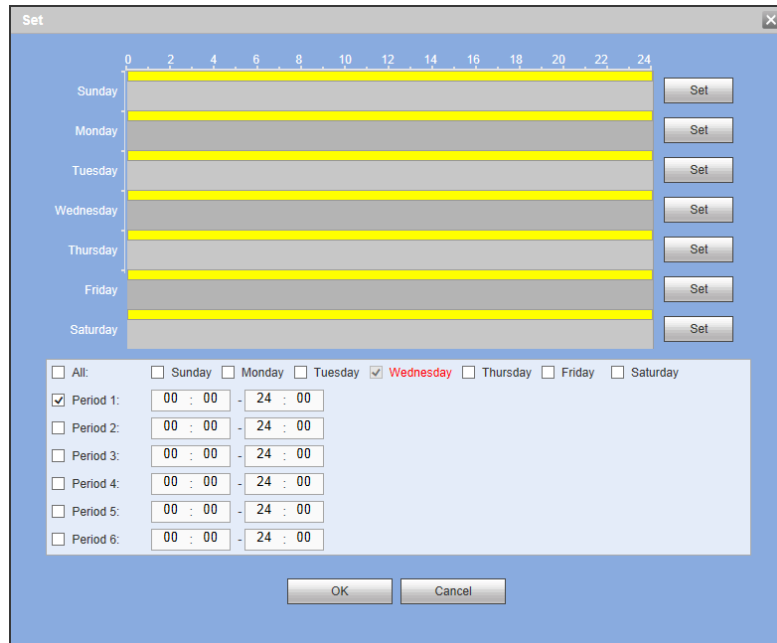 Set
0 2 4 6 8 10 12 14 16 18 20 22 24
Sunday Set
Monday Set
Tuesday Set
Wednesday Set
Thursday Set
Friday Set
Saturday Set
All: Sunday Monday Tuesday Wednesday Thursday Friday Saturday
Period 1: 00 : 00 - 24 : 00
Period 2: 00 : 00 - 24 : 00
Period 3: 00 : 00 - 24 : 00
Period 4: 00 : 00 - 24 : 00
Period 5: 00 : 00 - 24 : 00
Period 6: 00 : 00 - 24 : 00
OK Cancel